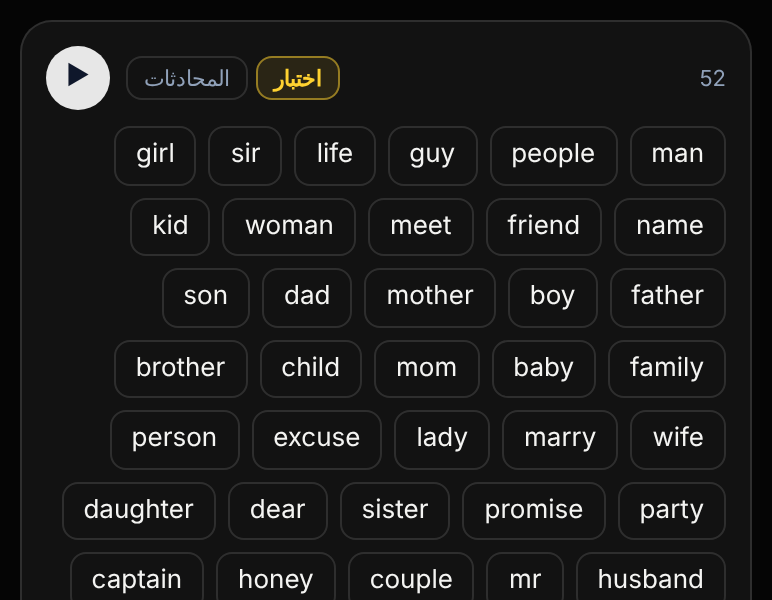 المحادثات اختبار 52
girl sir life guy people man
kid woman meet friend name
son dad mother boy father
brother child mom baby family
person excuse lady marry wife
daughter dear sister promise party
captain honey couple mr husband